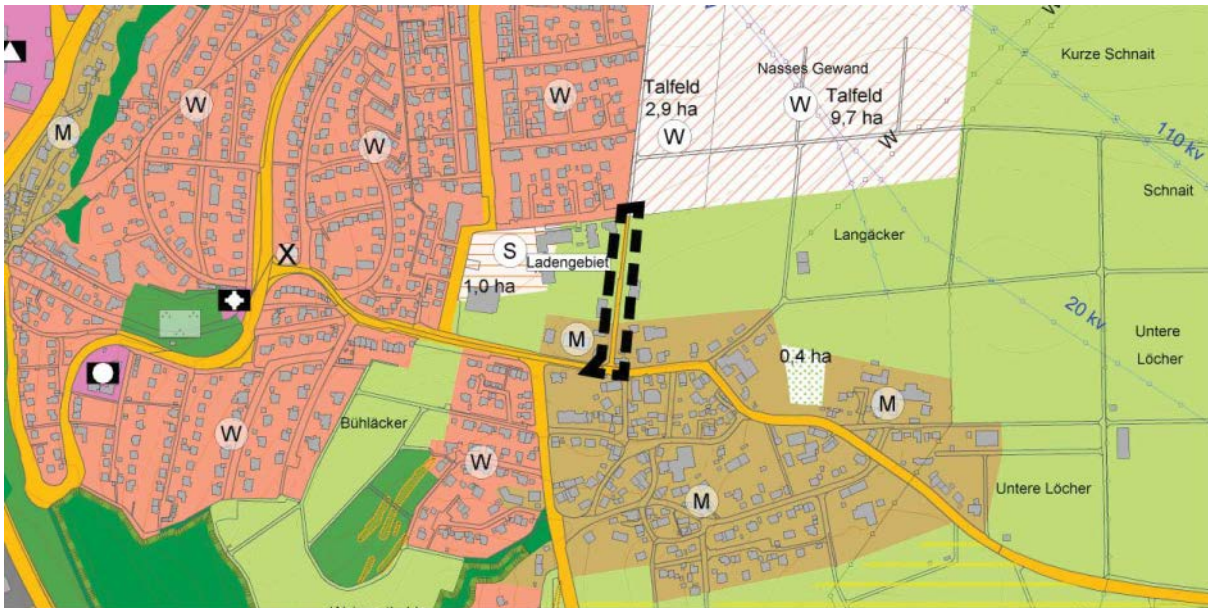 Kurze Schnait
W
Nasses Gewand
Talfeld
2,9 ha
W
W
Talfeld
9,7 ha
W
W
W
M
W
W
110 kv
Schnait
Langäcker
S
Ladengebiet
1,0 ha
X
20 kv
Untere
Löcher
M
0,4 ha
M
Bühläcker
W
W
M
Untere Löcher